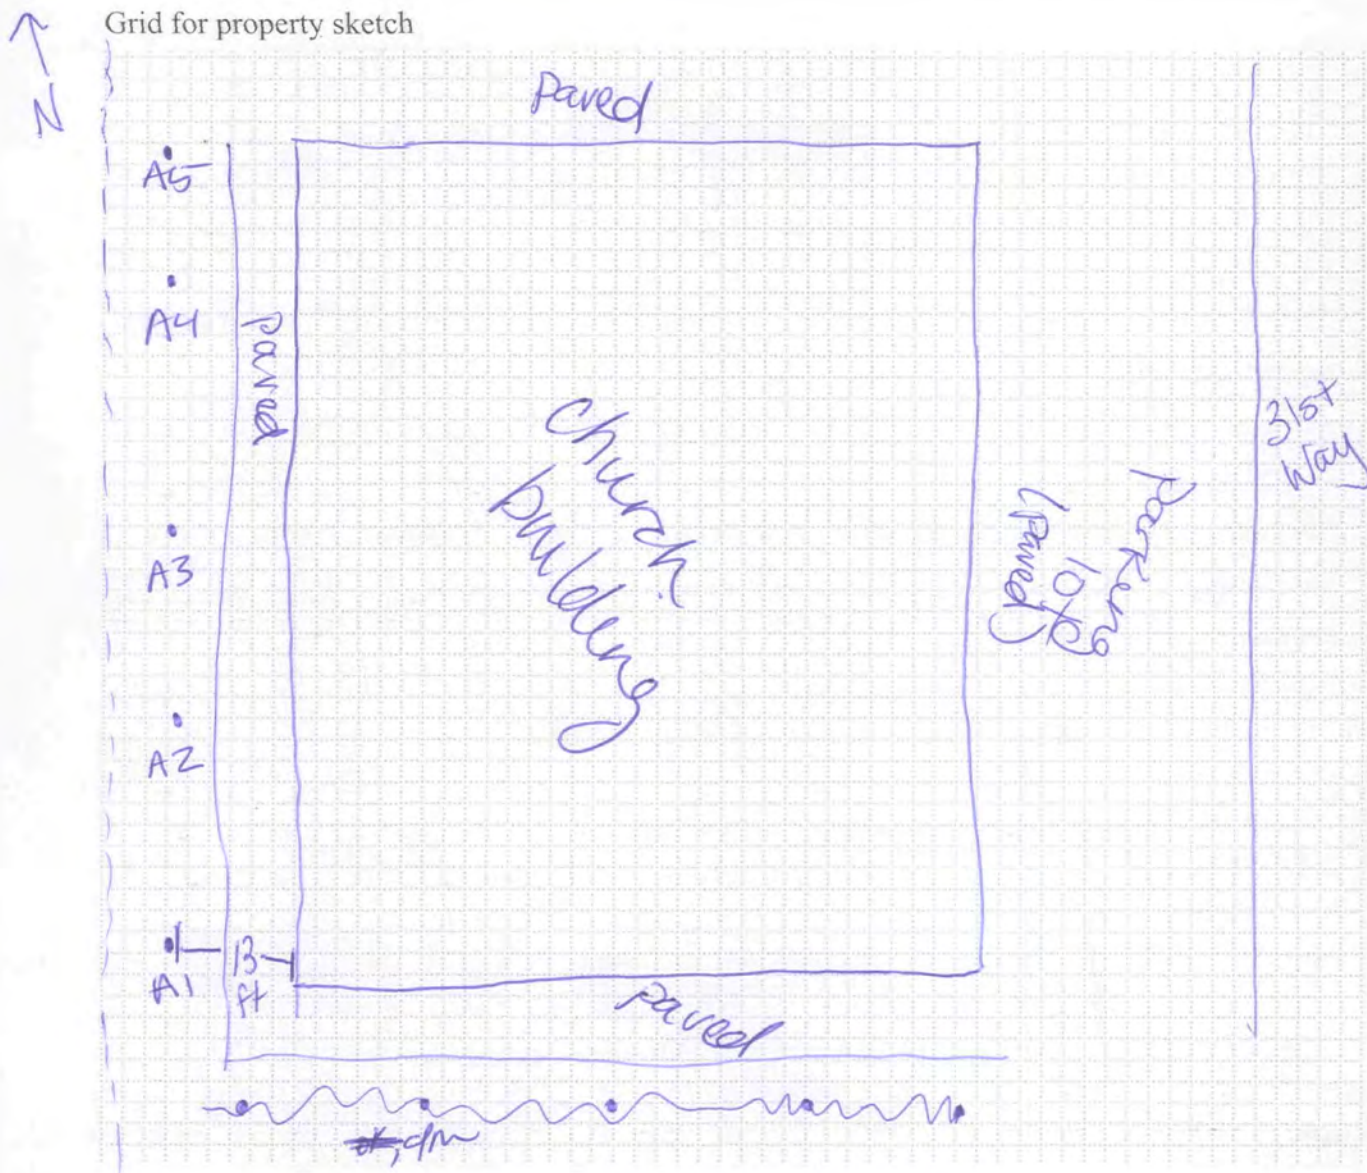 Grid for property sketch
N
Paved
A5
A4
paved
church
building
31st
Way
parking
lot
(paved)
A3
A2
A1
13
ft
paved